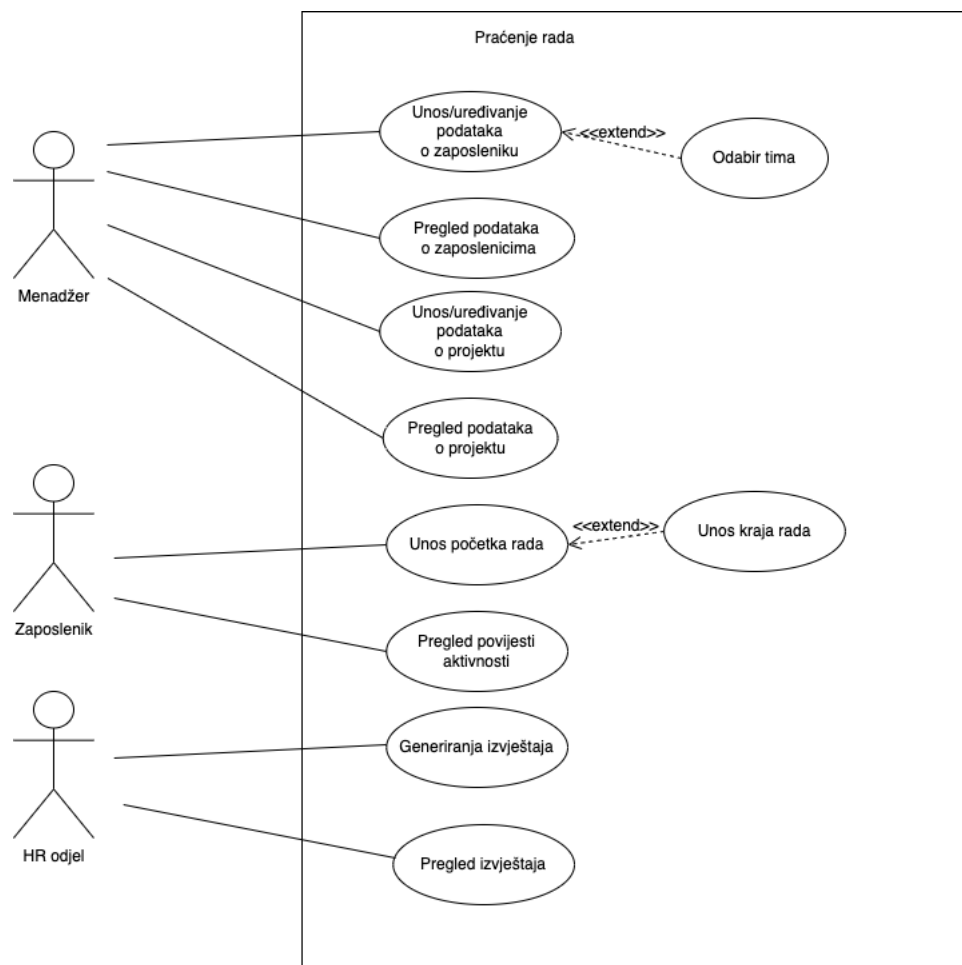 Praćenje rada
Unos/uređivanje
podataka
o zaposleniku
<<extend>>
Odabir tima
Pregled podataka
o zaposlenicima
Menadžer
Unos/uređivanje
podataka
o projektu
Pregled podataka
o projektu
Unos početka rada
<<extend>>
Unos kraja rada
Zaposlenik
Pregled povijesti
aktivnosti
Generiranja izvještaja
HR odjel
Pregled izvještaja